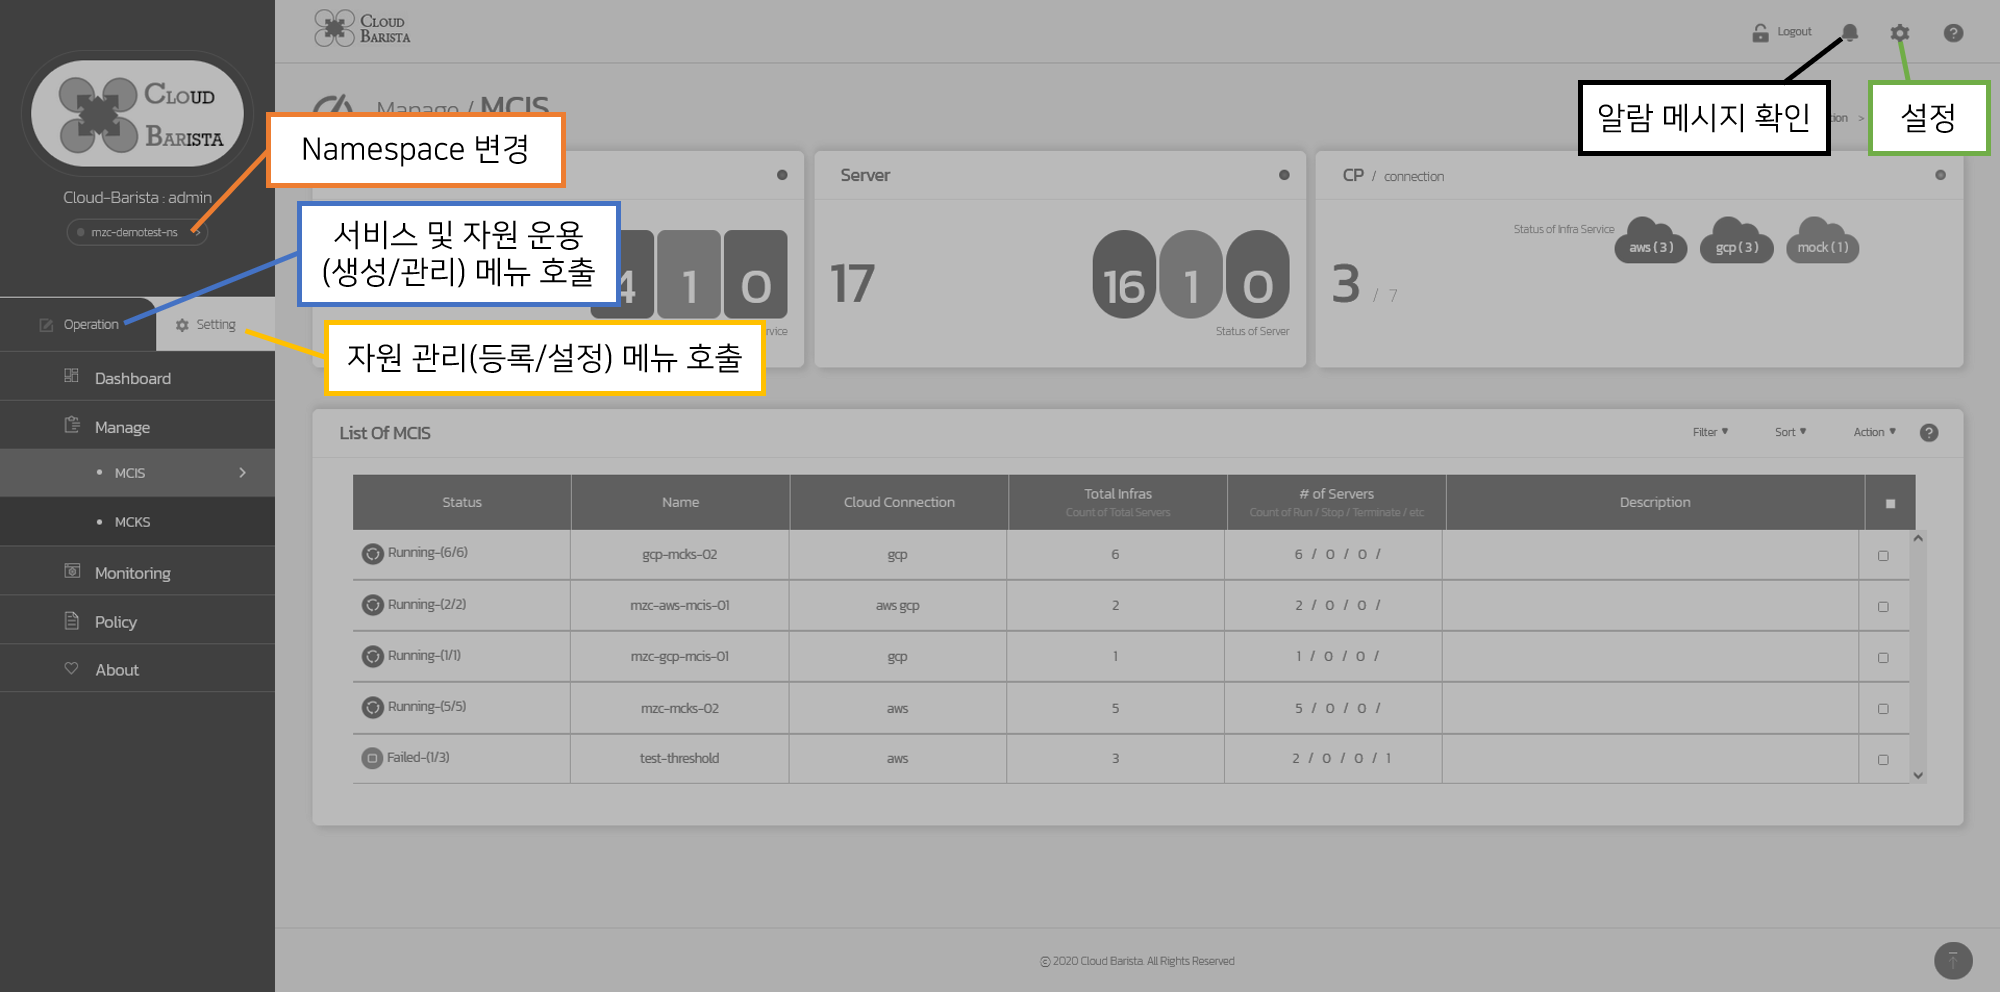 CLOUD
BARISTA
Logout
CLOUD
BARISTA
Cloud-Barista : admin
mzc-demotest-ns
Manage / MCIS
알람 메시지 확인
설정
Namespace 변경
서비스 및 자원 운용
(생성/관리) 메뉴 호출
자원 관리(등록/설정) 메뉴 호출
Operation
Setting
Dashboard
Manage
MCIS
MCKS
Monitoring
Policy
About
4 1 0
Server
17
16 1 0
Status of Server
CP / connection
3 / 7
Status of Infra Service
aws ( 3 )
gcp ( 3 )
mock ( 1 )
List Of MCIS
Filter ▼ Sort ▼ Action ▼
Status Name Cloud Connection Total Infras # of Servers Description
Count of Total Servers Count of Run / Stop / Terminate / etc
Running-(6/6) gcp-mcks-02 gcp 6 6 / 0 / 0 /
Running-(2/2) mzc-aws-mcis-01 aws gcp 2 2 / 0 / 0 /
Running-(1/1) mzc-gcp-mcis-01 gcp 1 1 / 0 / 0 /
Running-(5/5) mzc-mcks-02 aws 5 5 / 0 / 0 /
Failed-(1/3) test-threshold aws 3 2 / 0 / 0 / 1
© 2020 Cloud Barista. All Rights Reserved